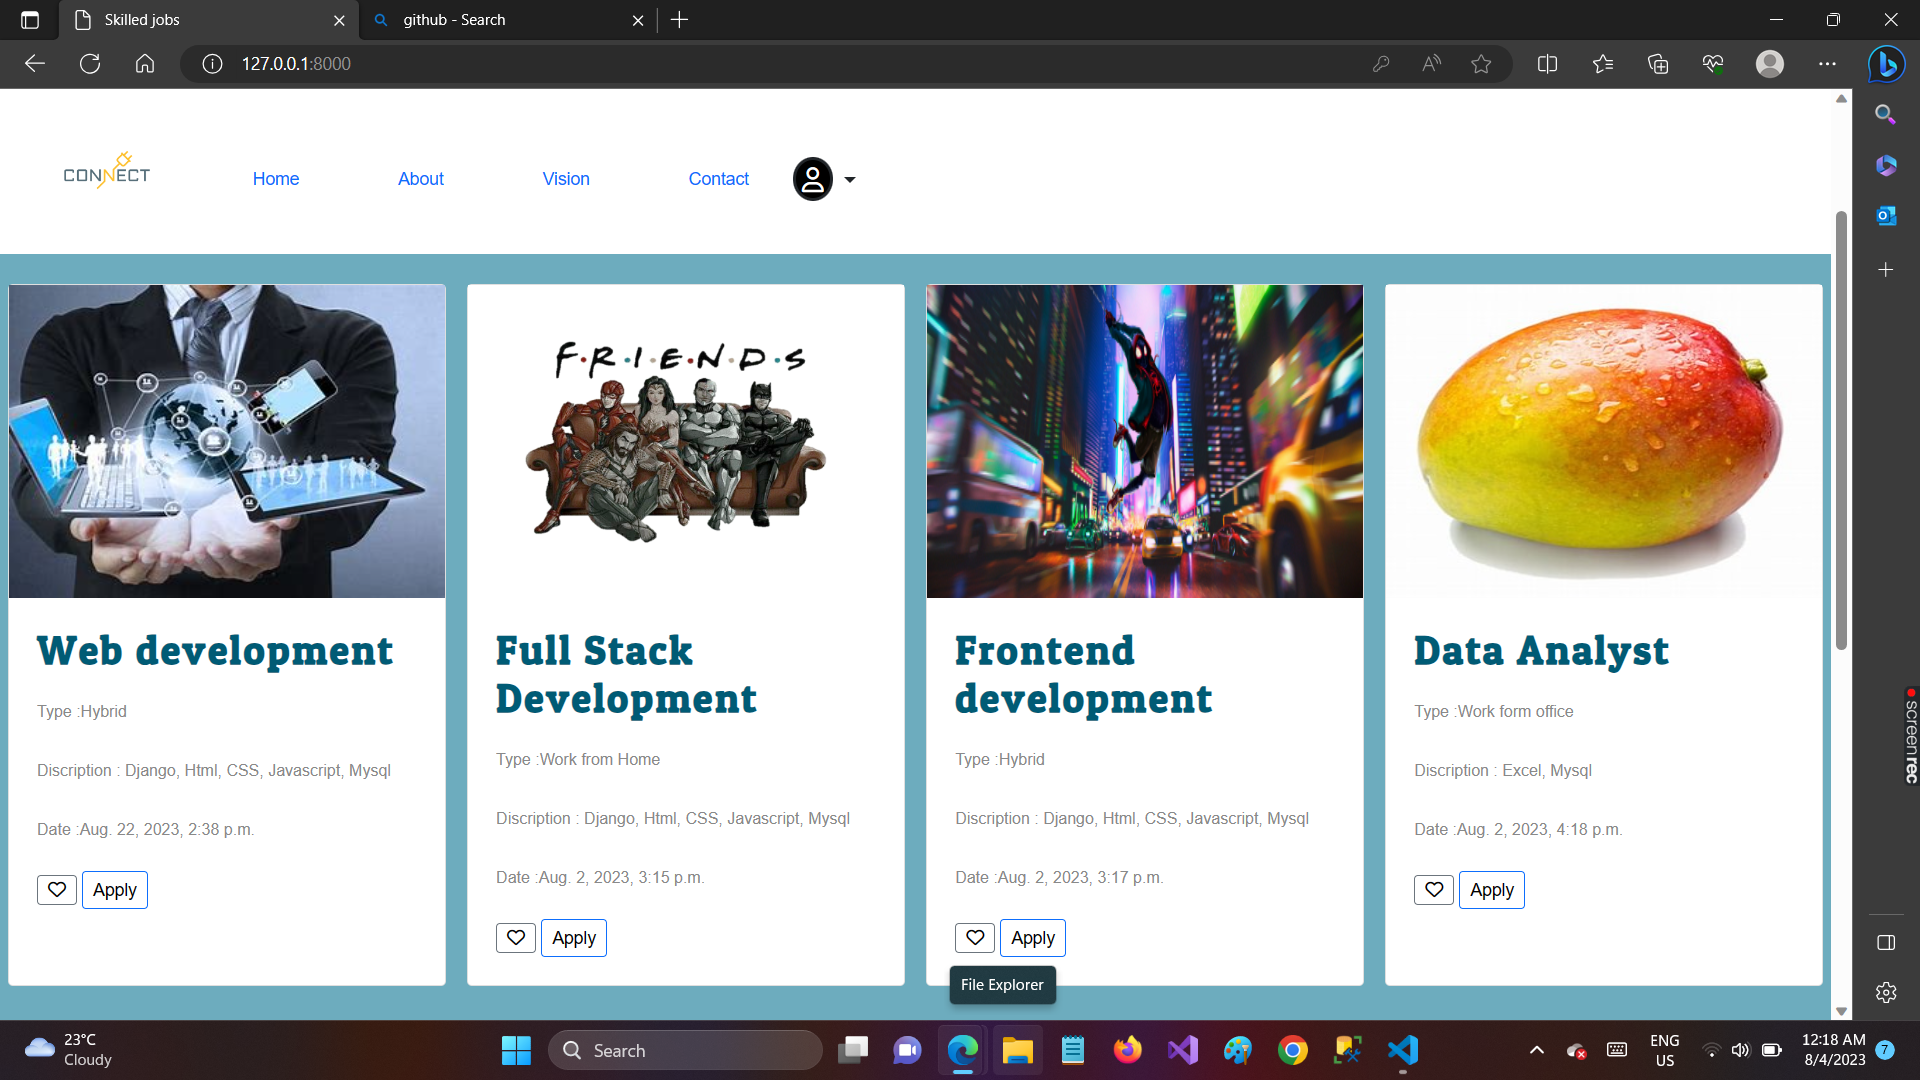 Skilled jobs
github - Search
127.0.0.1:8000
CONNECT
Home
About
Vision
Contact
F·R·I·E·N·D·S
Web development
Type :Hybrid
Discription : Django, Html, CSS, Javascript, Mysql
Date :Aug. 22, 2023, 2:38 p.m.
Apply
Full Stack
Development
Type :Work from Home
Discription : Django, Html, CSS, Javascript, Mysql
Date :Aug. 2, 2023, 3:15 p.m.
Apply
Frontend
development
Type :Hybrid
Discription : Django, Html, CSS, Javascript, Mysql
Date :Aug. 2, 2023, 3:17 p.m.
Apply
Data Analyst
Type :Work form office
Discription : Excel, Mysql
Date :Aug. 2, 2023, 4:18 p.m.
Apply
screenrec
File Explorer
23°C
Cloudy
Search
ENG
US
12:18 AM
8/4/2023
7